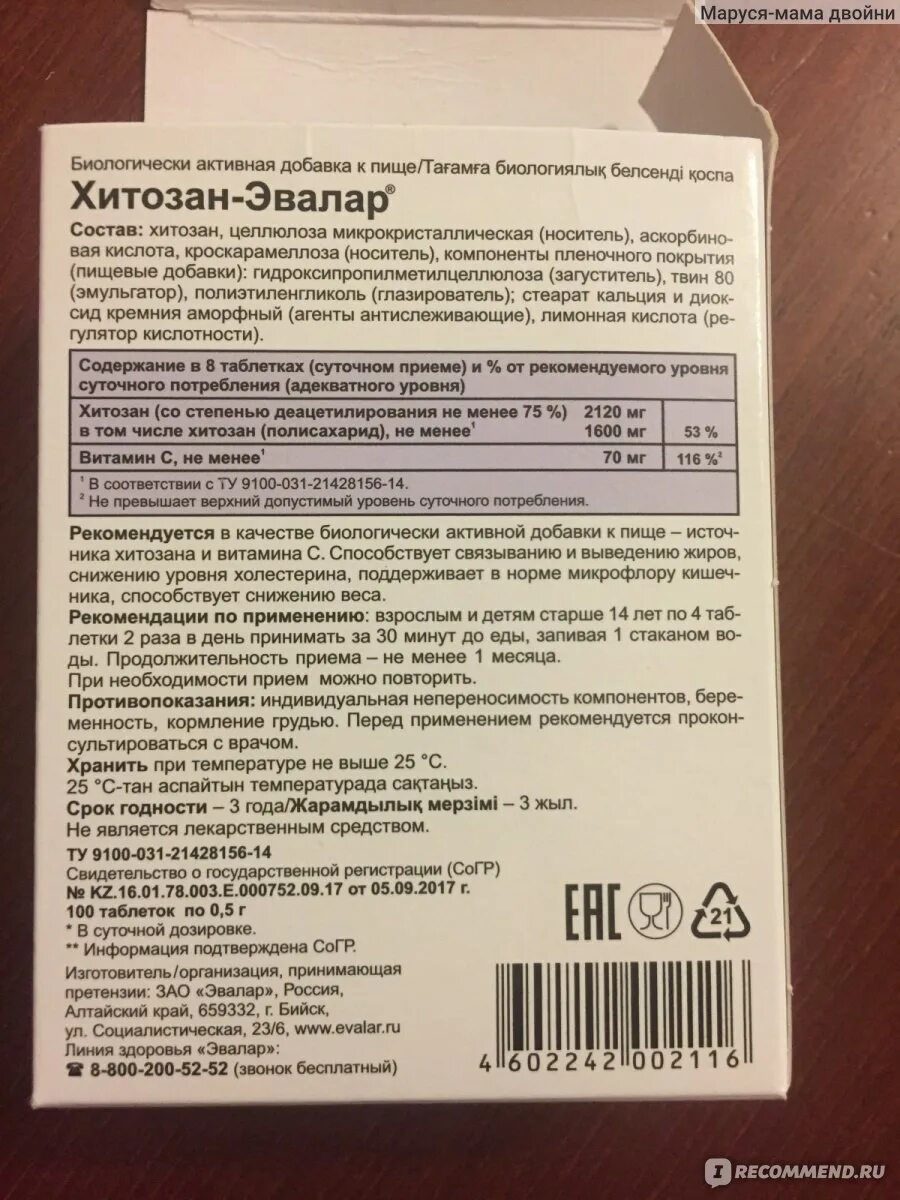 Маруся-мама двойни
Биологически активная добавка к пище/Тағамға биологиялық белсенді қоспа
Хитозан-Эвалар®
Состав: хитозан, целлюлоза микрокристаллическая (носитель), аскорбино-
вая кислота, кроскарамеллоза (носитель), компоненты пленочного покрытия
(пищевые добавки): гидроксипропилметилцеллюлоза (загуститель), твин 80
(эмульгатор), полиэтиленгликоль (глазирователь); стеарат кальция и диок-
сид кремния аморфный (агенты антислеживающие), лимонная кислота (ре-
гулятор кислотности).
Содержание в 8 таблетках (суточном приеме) и % от рекомендуемого уровня
суточного потребления (адекватного уровня)
Хитозан (со степенью деацетилирования не менее 75 %) 2120 мг
в том числе хитозан (полисахарид), не менее¹ 1600 мг 53 %
Витамин С, не менее¹ 70 мг 116 %²
¹ В соответствии с ТУ 9100-031-21428156-14.
² Не превышает верхний допустимый уровень суточного потребления.
Рекомендуется в качестве биологически активной добавки к пище – источ-
ника хитозана и витамина С. Способствует связыванию и выведению жиров,
снижению уровня холестерина, поддерживает в норме микрофлору кишеч-
ника, способствует снижению веса.
Рекомендации по применению: взрослым и детям старше 14 лет по 4 таб-
летки 2 раза в день принимать за 30 минут до еды, запивая 1 стаканом во-
ды. Продолжительность приема – не менее 1 месяца.
При необходимости прием можно повторить.
Противопоказания: индивидуальная непереносимость компонентов, бере-
менность, кормление грудью. Перед применением рекомендуется прокон-
сультироваться с врачом.
Хранить при температуре не выше 25 °С.
25 °С-тан аспайтын температурада сақтаңыз.
Срок годности – 3 года/Жарамдылық мерзімі – 3 жыл.
Не является лекарственным средством.
ТУ 9100-031-21428156-14
Свидетельство о государственной регистрации (СоГР)
№ KZ.16.01.78.003.Е.000752.09.17 от 05.09.2017 г.
100 таблеток по 0,5 г
* В суточной дозировке.
** Информация подтверждена СоГР.
Изготовитель/организация, принимающая
претензии: ЗАО «Эвалар», Россия,
Алтайский край, 659332, г. Бийск,
ул. Социалистическая, 23/6, www.evalar.ru
Линия здоровья «Эвалар»:
☎ 8-800-200-52-52 (звонок бесплатный)
EAC
21
4 602242 002116
IRECOMMEND.RU